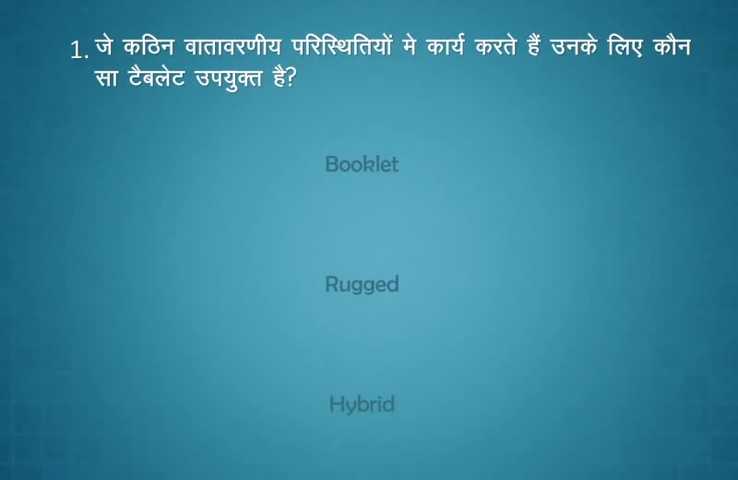 1. जे कठिन वातावरणीय परिस्थितियों मे कार्य करते हैं उनके लिए कौन
सा टैबलेट उपयुक्त है?
Booklet
Rugged
Hybrid